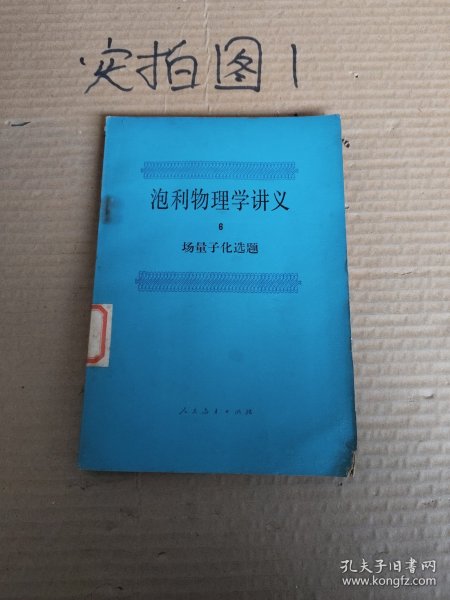 实拍图1
泡利物理学讲义
6
场量子化选题
人民教育出版社
孔夫子旧书网
www.kongfz.com